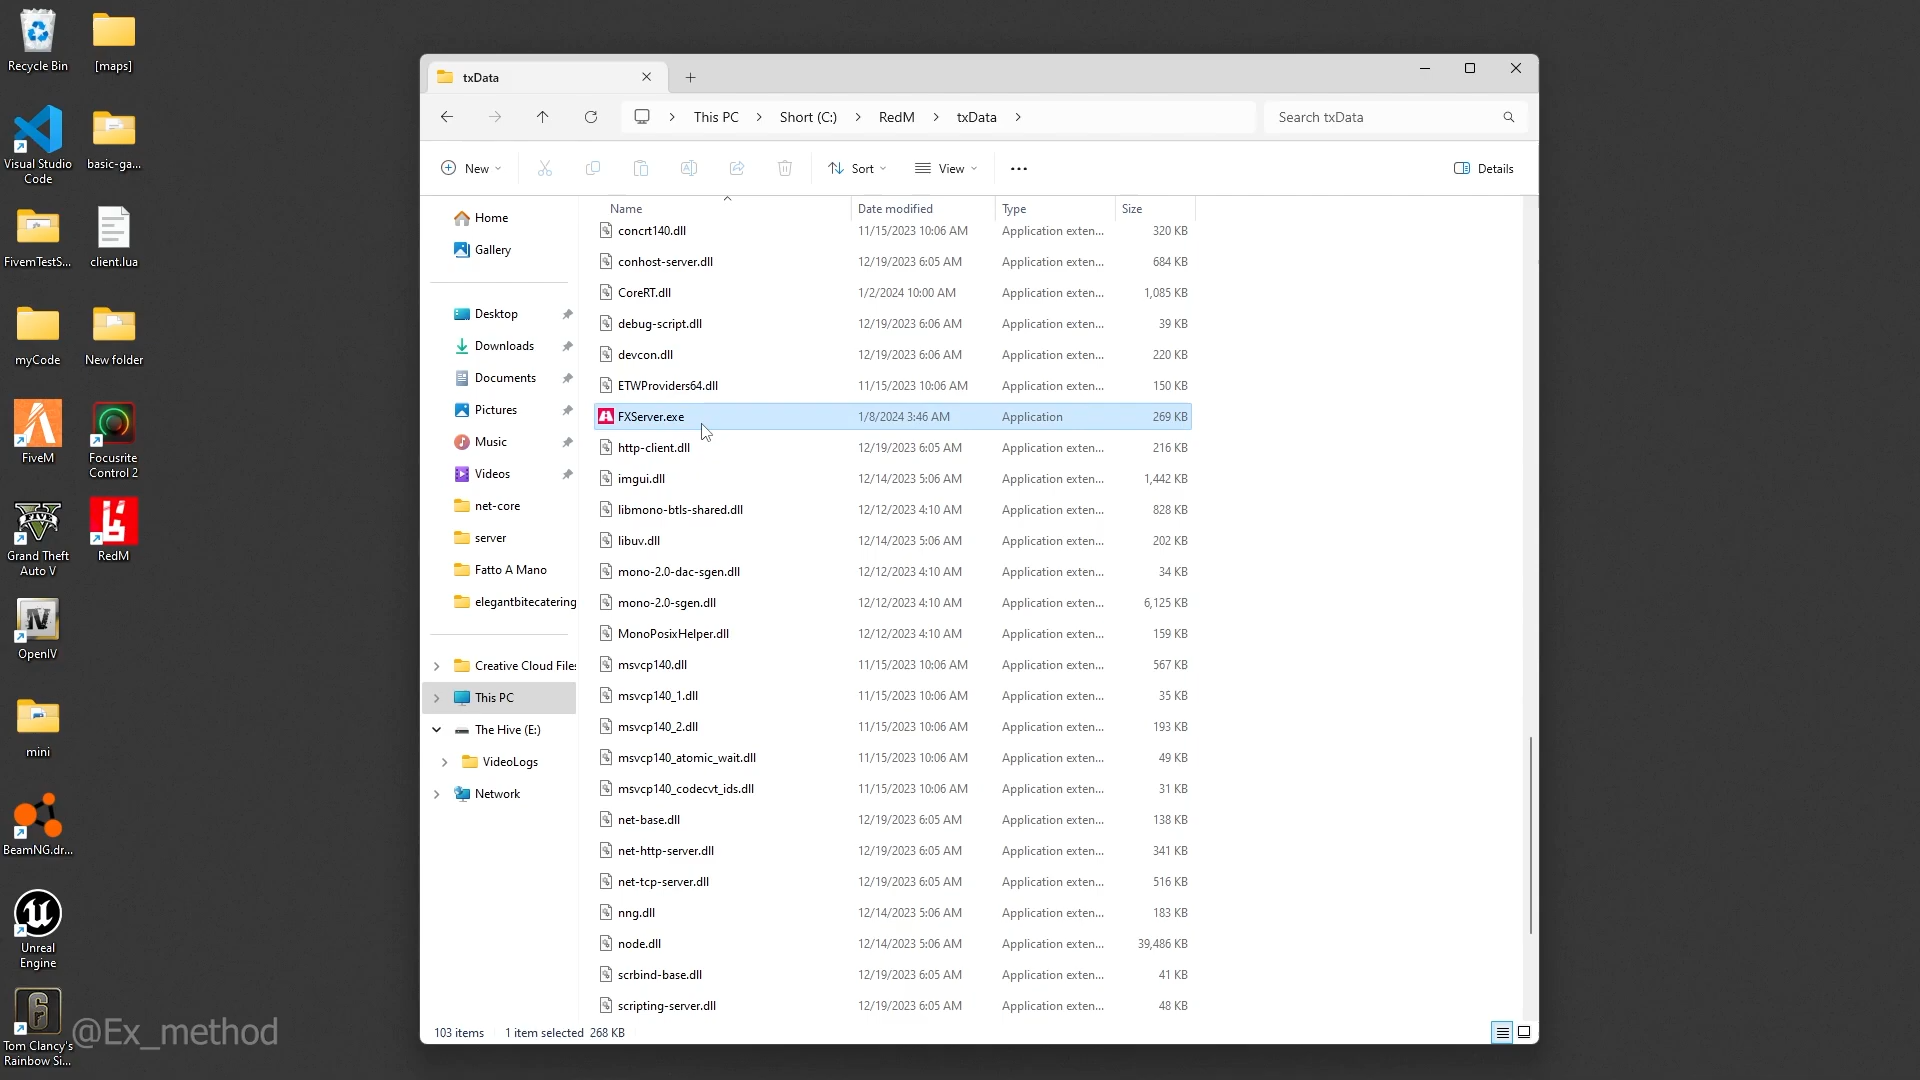 Recycle Bin
[maps]
Visual Studio
Code
basic-ga...
FivemTestS...
client.lua
myCode
New folder
FiveM
Focusrite
Control 2
Grand Theft
Auto V
RedM
OpenIV
mini
BeamNG.dr...
Unreal
Engine
Tom Clancy's
Rainbow Si...
@Ex_method
txData
This PC
Short (C:)
RedM
txData
Search txData
New
Sort
View
Details
Home
Gallery
Desktop
Downloads
Documents
Pictures
Music
Videos
net-core
server
Fatto A Mano
elegantbitecatering
Creative Cloud Files
This PC
The Hive (E:)
VideoLogs
Network
Name Date modified Type Size
concrt140.dll 11/15/2023 10:06 AM Application exten... 320 KB
conhost-server.dll 12/19/2023 6:05 AM Application exten... 684 KB
CoreRT.dll 1/2/2024 10:00 AM Application exten... 1,085 KB
debug-script.dll 12/19/2023 6:06 AM Application exten... 39 KB
devcon.dll 12/19/2023 6:06 AM Application exten... 220 KB
ETWProviders64.dll 11/15/2023 10:06 AM Application exten... 150 KB
FXServer.exe 1/8/2024 3:46 AM Application 269 KB
http-client.dll 12/19/2023 6:05 AM Application exten... 216 KB
imgui.dll 12/14/2023 5:06 AM Application exten... 1,442 KB
libmono-btls-shared.dll 12/12/2023 4:10 AM Application exten... 828 KB
libuv.dll 12/14/2023 5:06 AM Application exten... 202 KB
mono-2.0-dac-sgen.dll 12/12/2023 4:10 AM Application exten... 34 KB
mono-2.0-sgen.dll 12/12/2023 4:10 AM Application exten... 6,125 KB
MonoPosixHelper.dll 12/12/2023 4:10 AM Application exten... 159 KB
msvcp140.dll 11/15/2023 10:06 AM Application exten... 567 KB
msvcp140_1.dll 11/15/2023 10:06 AM Application exten... 35 KB
msvcp140_2.dll 11/15/2023 10:06 AM Application exten... 193 KB
msvcp140_atomic_wait.dll 11/15/2023 10:06 AM Application exten... 49 KB
msvcp140_codecvt_ids.dll 11/15/2023 10:06 AM Application exten... 31 KB
net-base.dll 12/19/2023 6:05 AM Application exten... 138 KB
net-http-server.dll 12/19/2023 6:05 AM Application exten... 341 KB
net-tcp-server.dll 12/19/2023 6:05 AM Application exten... 516 KB
nng.dll 12/14/2023 5:06 AM Application exten... 183 KB
node.dll 12/14/2023 5:06 AM Application exten... 39,486 KB
scrbind-base.dll 12/19/2023 6:05 AM Application exten... 41 KB
scripting-server.dll 12/19/2023 6:05 AM Application exten... 48 KB
103 items 1 item selected 268 KB